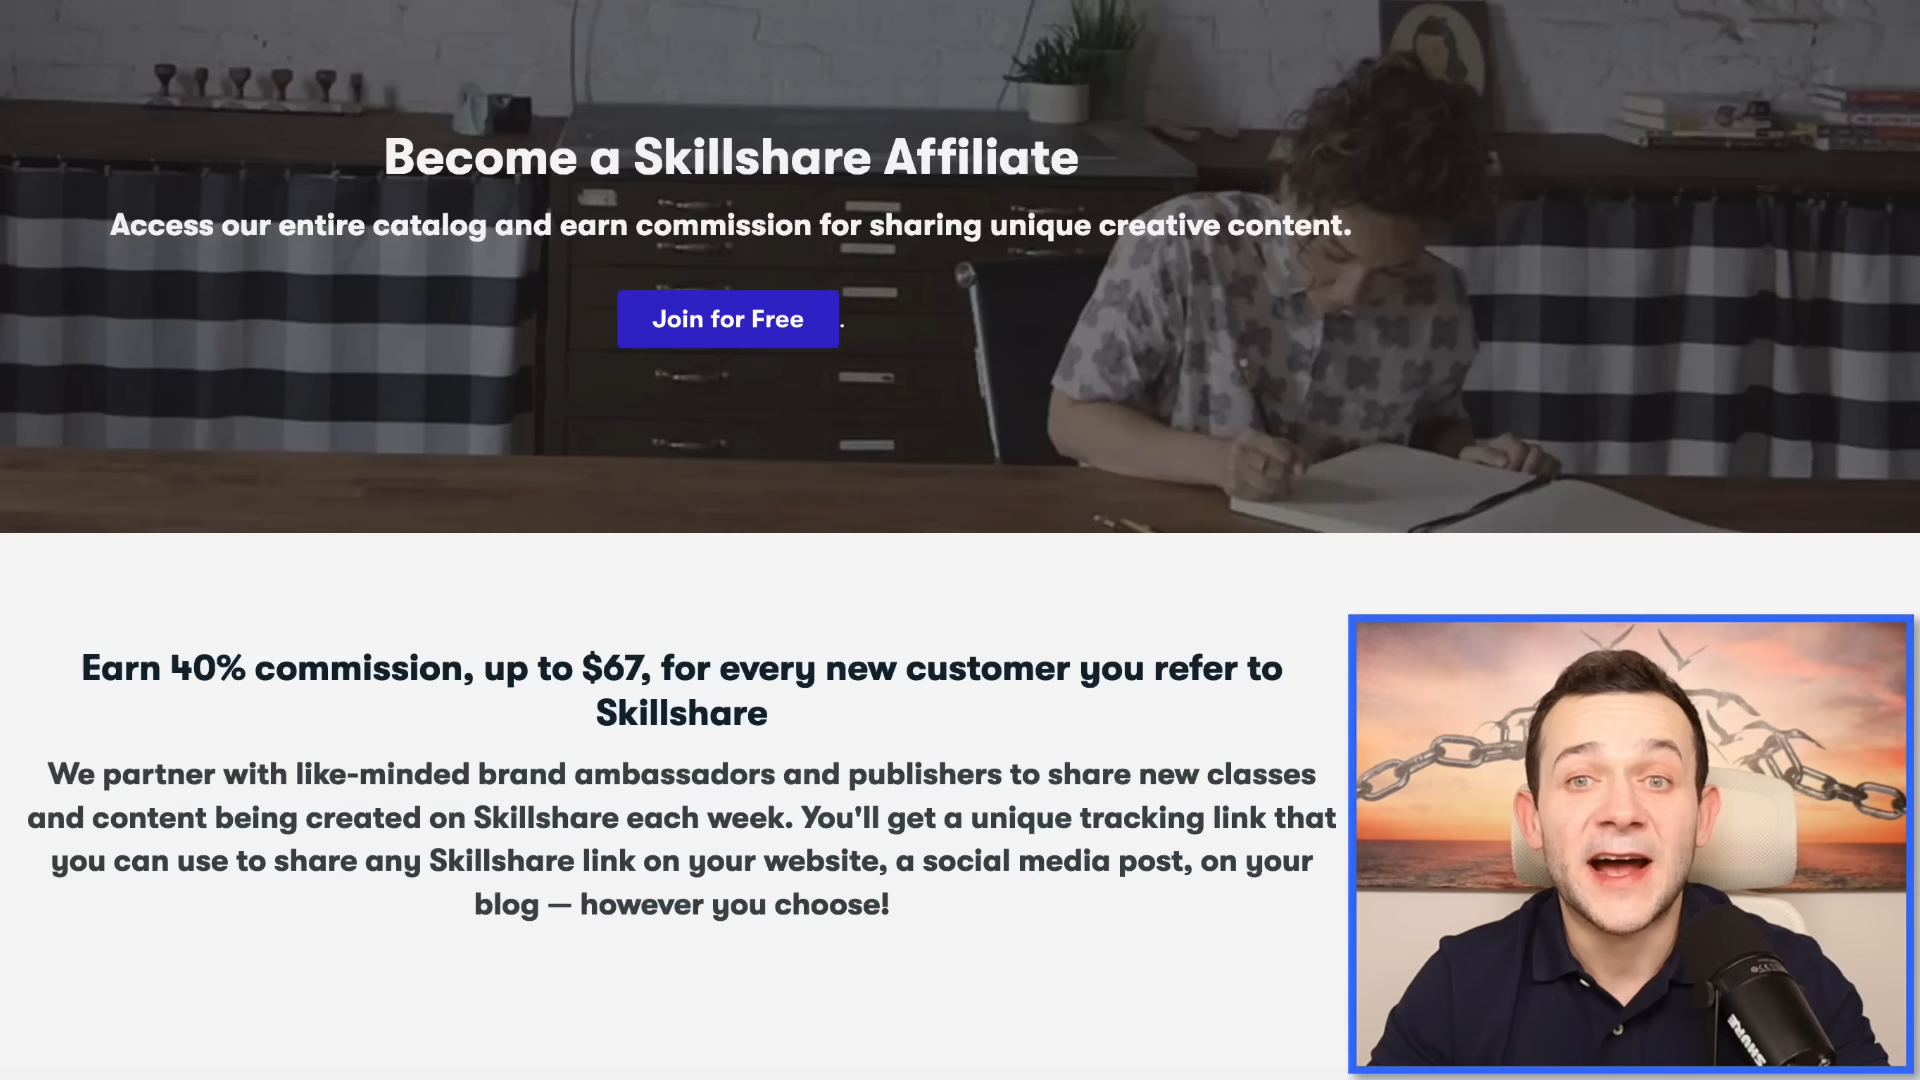 Become a Skillshare Affiliate
Access our entire catalog and earn commission for sharing unique creative content.
Join for Free
.
Earn 40% commission, up to $67, for every new customer you refer to
Skillshare
We partner with like-minded brand ambassadors and publishers to share new classes
and content being created on Skillshare each week. You'll get a unique tracking link that
you can use to share any Skillshare link on your website, a social media post, on your
blog — however you choose!
SHURE